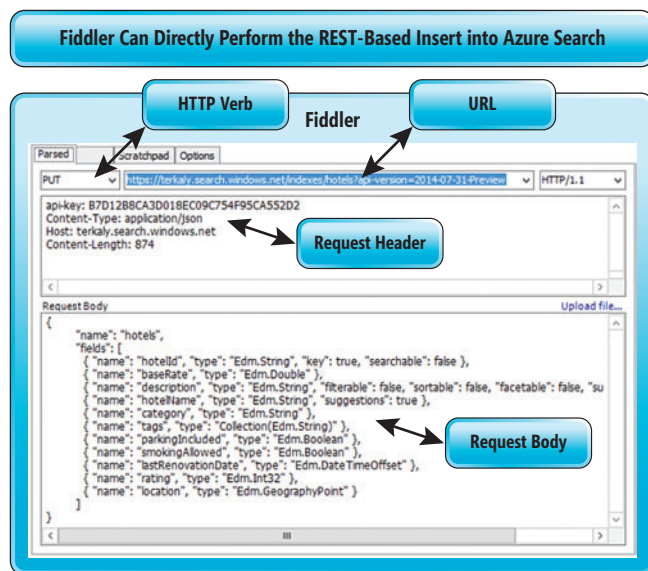 Fiddler Can Directly Perform the REST-Based Insert into Azure Search
HTTP Verb
URL
Fiddler
Parsed
Scratchpad
Options
PUT
https://terkaly.search.windows.net/indexes/hotels?api-version=2014-07-31-Preview
HTTP/1.1
api-key: B7D12B8CA3D018EC09C754F95CA552D2
Content-Type: application/json
Host: terkaly.search.windows.net
Content-Length: 874
Request Header
Request Body
Upload file...
{
"name": "hotels",
"fields": [
{ "name": "hotelId", "type": "Edm.String", "key": true, "searchable": false },
{ "name": "baseRate", "type": "Edm.Double" },
{ "name": "description", "type": "Edm.String", "filterable": false, "sortable": false, "facetable": false, "su
{ "name": "hotelName", "type": "Edm.String", "suggestions": true },
{ "name": "category", "type": "Edm.String" },
{ "name": "tags", "type": "Collection(Edm.String)" },
{ "name": "parkingIncluded", "type": "Edm.Boolean" },
{ "name": "smokingAllowed", "type": "Edm.Boolean" },
{ "name": "lastRenovationDate", "type": "Edm.DateTimeOffset" },
{ "name": "rating", "type": "Edm.Int32" },
{ "name": "location", "type": "Edm.GeographyPoint" }
]
}
Request Body